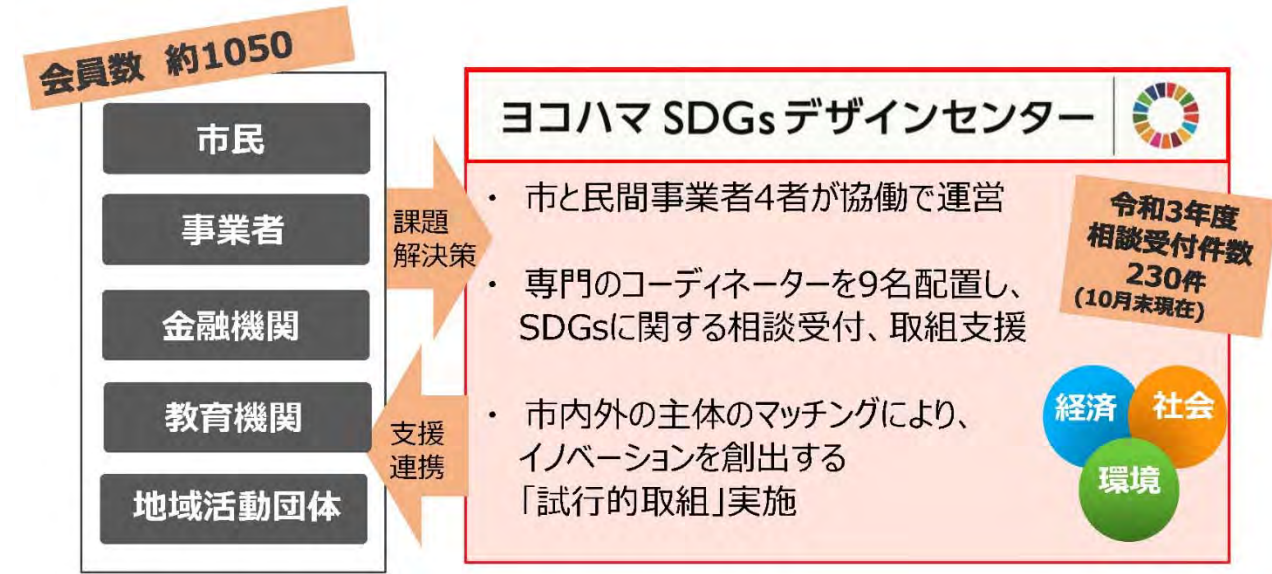 会員数 約1050
市民
事業者
金融機関
教育機関
地域活動団体
課題
解決策
支援
連携
ヨコハマ SDGs デザインセンター
・ 市と民間事業者4者が協働で運営
・ 専門のコーディネーターを9名配置し、
SDGsに関する相談受付、取組支援
・ 市内外の主体のマッチングにより、
イノベーションを創出する
「試行的取組」実施
令和3年度
相談受付件数
230件
(10月末現在)
経済
社会
環境